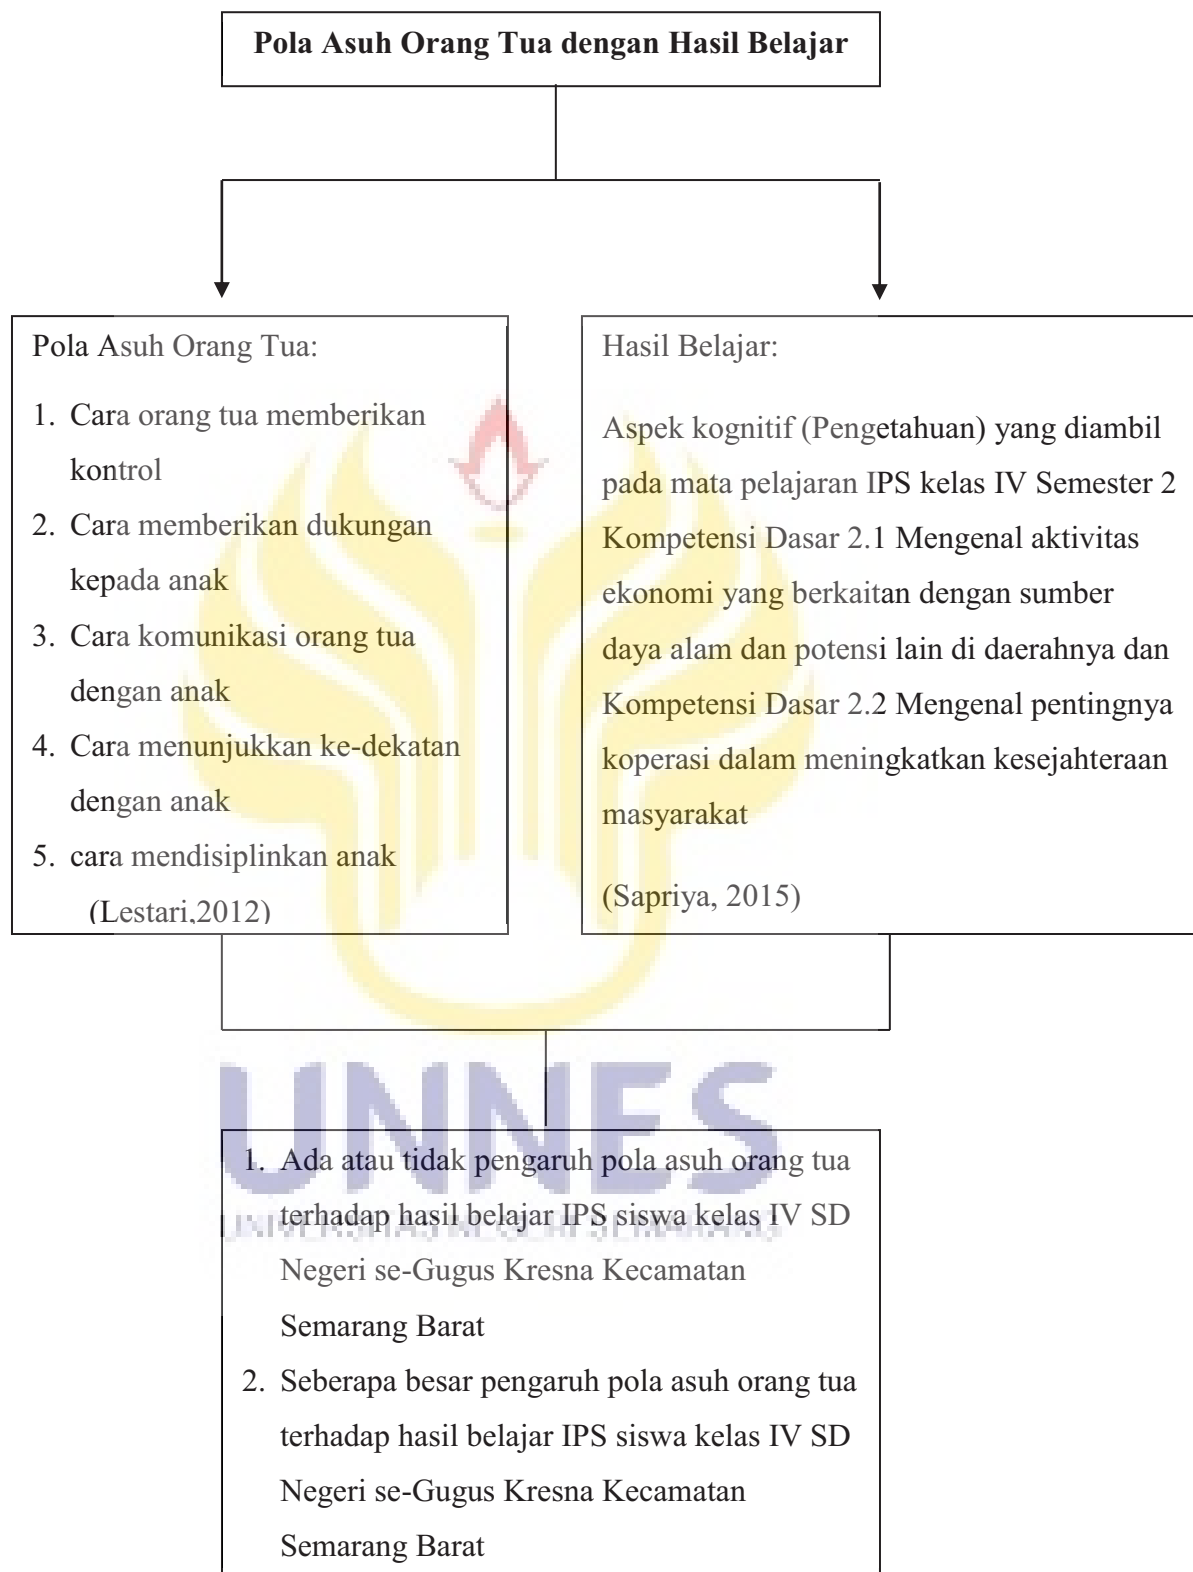 Pola Asuh Orang Tua dengan Hasil Belajar
Pola Asuh Orang Tua:
1. Cara orang tua memberikan
kontrol
2. Cara memberikan dukungan
kepada anak
3. Cara komunikasi orang tua
dengan anak
4. Cara menunjukkan ke-dekatan
dengan anak
5. cara mendisiplinkan anak
(Lestari,2012)
Hasil Belajar:
Aspek kognitif (Pengetahuan) yang diambil
pada mata pelajaran IPS kelas IV Semester 2
Kompetensi Dasar 2.1 Mengenal aktivitas
ekonomi yang berkaitan dengan sumber
daya alam dan potensi lain di daerahnya dan
Kompetensi Dasar 2.2 Mengenal pentingnya
koperasi dalam meningkatkan kesejahteraan
masyarakat
(Sapriya, 2015)
UNNES
UNIVERSITAS NEGERI SEMARANG
1. Ada atau tidak pengaruh pola asuh orang tua
terhadap hasil belajar IPS siswa kelas IV SD
Negeri se-Gugus Kresna Kecamatan
Semarang Barat
2. Seberapa besar pengaruh pola asuh orang tua
terhadap hasil belajar IPS siswa kelas IV SD
Negeri se-Gugus Kresna Kecamatan
Semarang Barat